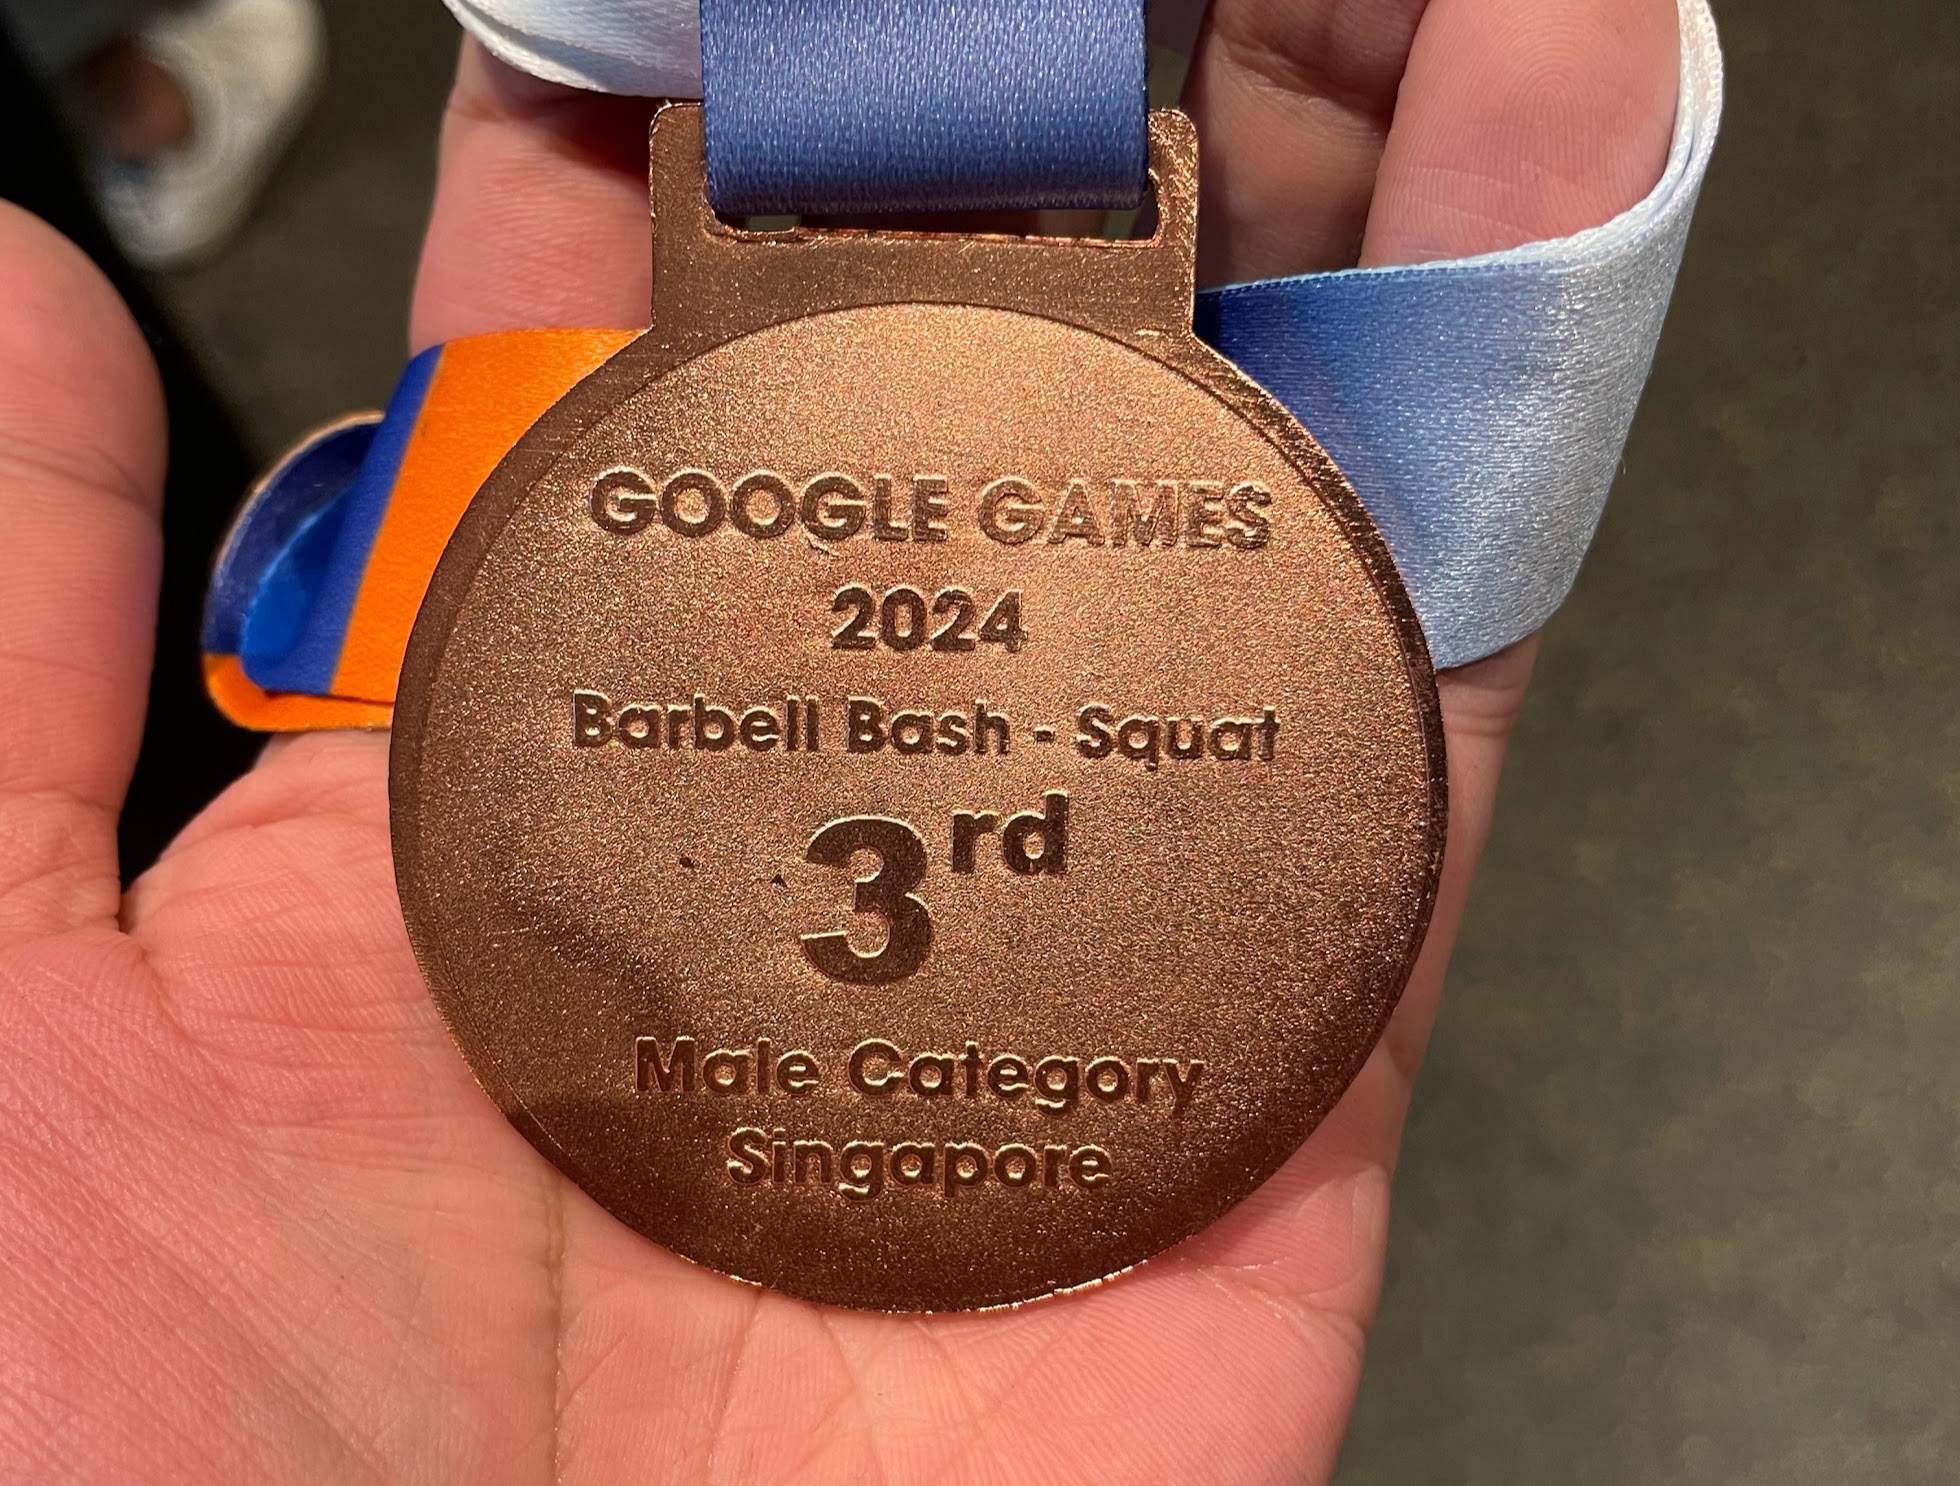 GOOGLE GAMES
2024
Barbell Bash - Squat
3rd
Male Category
Singapore